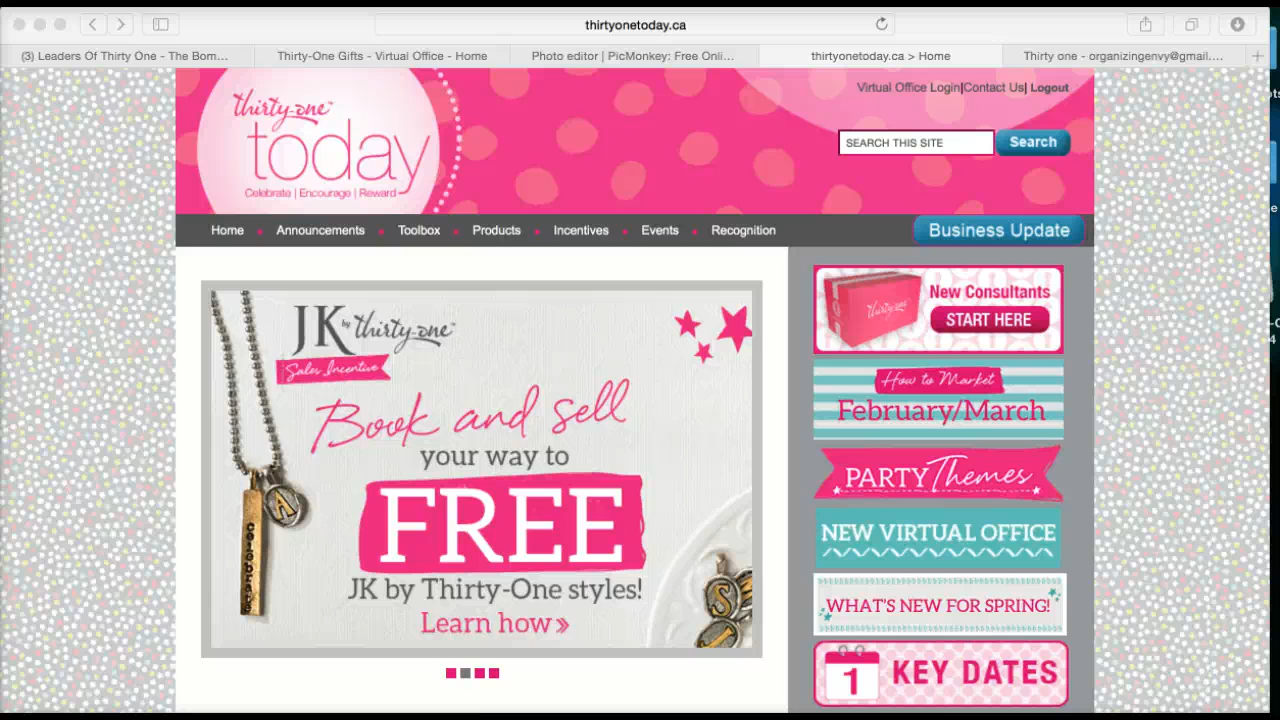 thirtyonetoday.ca
(3) Leaders Of Thirty One - The Bom...
Thirty-One Gifts - Virtual Office - Home
Photo editor | PicMonkey: Free Onli...
thirtyonetoday.ca > Home
Thirty one - organizingenvy@gmail....
Virtual Office Login|Contact Us| Logout
thirty-one™
today
Celebrate | Encourage | Reward
SEARCH THIS SITE
Search
Home
Announcements
Toolbox
Products
Incentives
Events
Recognition
Business Update
JK by thirty-one™
Sales Incentive
Book and sell
your way to
FREE
JK by Thirty-One styles!
Learn how »
A
S
thirty-one
New Consultants
START HERE
How to Market
February/March
PARTY Themes
NEW VIRTUAL OFFICE
WHAT'S NEW FOR SPRING!
1
KEY DATES